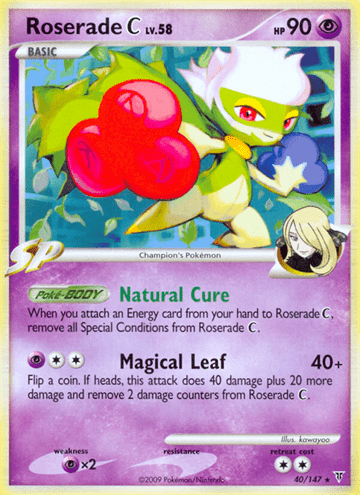 Roserade C LV.58 HP 90
BASIC
Champion's Pokémon
SP
Poké-BODY Natural Cure
When you attach an Energy card from your hand to Roserade C,
remove all Special Conditions from Roserade C.
Magical Leaf 40+
Flip a coin. If heads, this attack does 40 damage plus 20 more
damage and remove 2 damage counters from Roserade C.
Illus. kawayoo
weakness resistance retreat cost
×2
©2009 Pokémon/Nintendo 40/147 ★